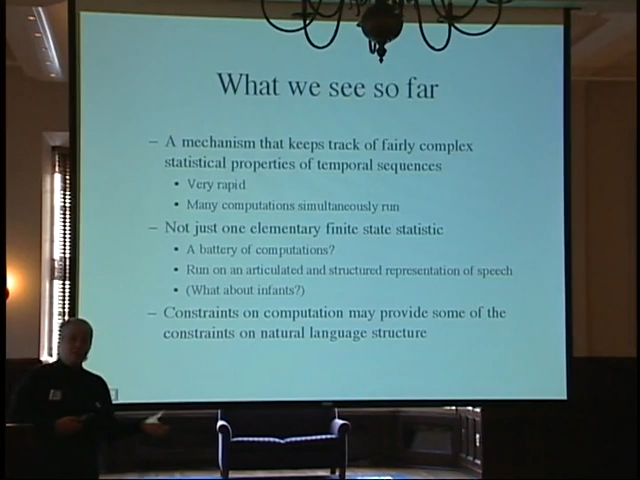 What we see so far
– A mechanism that keeps track of fairly complex
statistical properties of temporal sequences
• Very rapid
• Many computations simultaneously run
– Not just one elementary finite state statistic
• A battery of computations?
• Run on an articulated and structured representation of speech
• (What about infants?)
– Constraints on computation may provide some of the
constraints on natural language structure